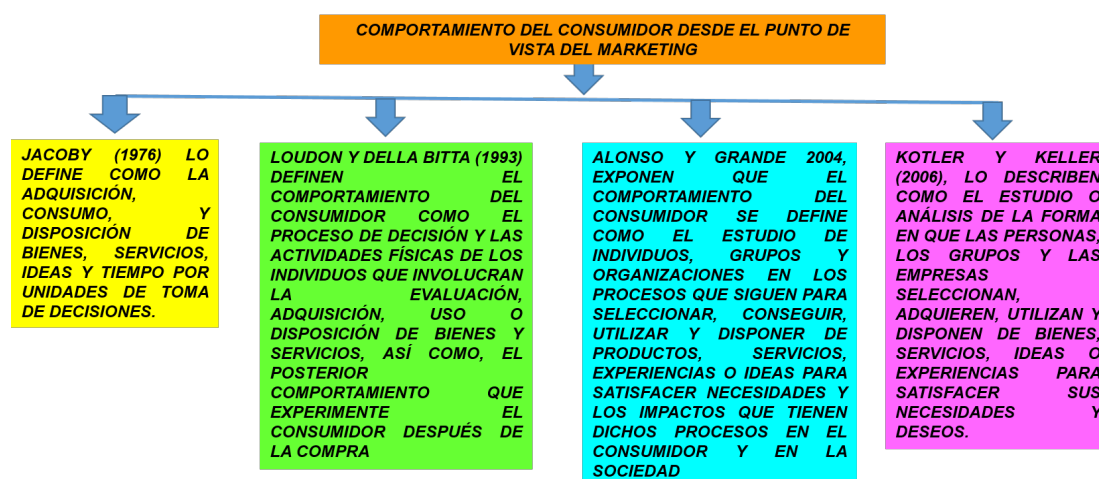 COMPORTAMIENTO DEL CONSUMIDOR DESDE EL PUNTO DE
VISTA DEL MARKETING
JACOBY (1976) LO
DEFINE COMO LA
ADQUISICIÓN,
CONSUMO, Y
DISPOSICIÓN DE
BIENES, SERVICIOS,
IDEAS Y TIEMPO POR
UNIDADES DE TOMA
DE DECISIONES.
LOUDON Y DELLA BITTA (1993)
DEFINEN EL
COMPORTAMIENTO DEL
CONSUMIDOR COMO EL
PROCESO DE DECISIÓN Y LAS
ACTIVIDADES FÍSICAS DE LOS
INDIVIDUOS QUE INVOLUCRAN
LA EVALUACIÓN,
ADQUISICIÓN, USO O
DISPOSICIÓN DE BIENES Y
SERVICIOS, ASÍ COMO, EL
POSTERIOR
COMPORTAMIENTO QUE
EXPERIMENTE EL
CONSUMIDOR DESPUÉS DE
LA COMPRA
ALONSO Y GRANDE 2004,
EXPONEN QUE EL
COMPORTAMIENTO DEL
CONSUMIDOR SE DEFINE
COMO EL ESTUDIO DE
INDIVIDUOS, GRUPOS Y
ORGANIZACIONES EN LOS
PROCESOS QUE SIGUEN PARA
SELECCIONAR, CONSEGUIR,
UTILIZAR Y DISPONER DE
PRODUCTOS, SERVICIOS,
EXPERIENCIAS O IDEAS PARA
SATISFACER NECESIDADES Y
LOS IMPACTOS QUE TIENEN
DICHOS PROCESOS EN EL
CONSUMIDOR Y EN LA
SOCIEDAD
KOTLER Y KELLER
(2006), LO DESCRIBEN
COMO EL ESTUDIO O
ANÁLISIS DE LA FORMA
EN QUE LAS PERSONAS,
LOS GRUPOS Y LAS
EMPRESAS
SELECCIONAN,
ADQUIEREN, UTILIZAN Y
DISPONEN DE BIENES,
SERVICIOS, IDEAS O
EXPERIENCIAS PARA
SATISFACER SUS
NECESIDADES Y
DESEOS.